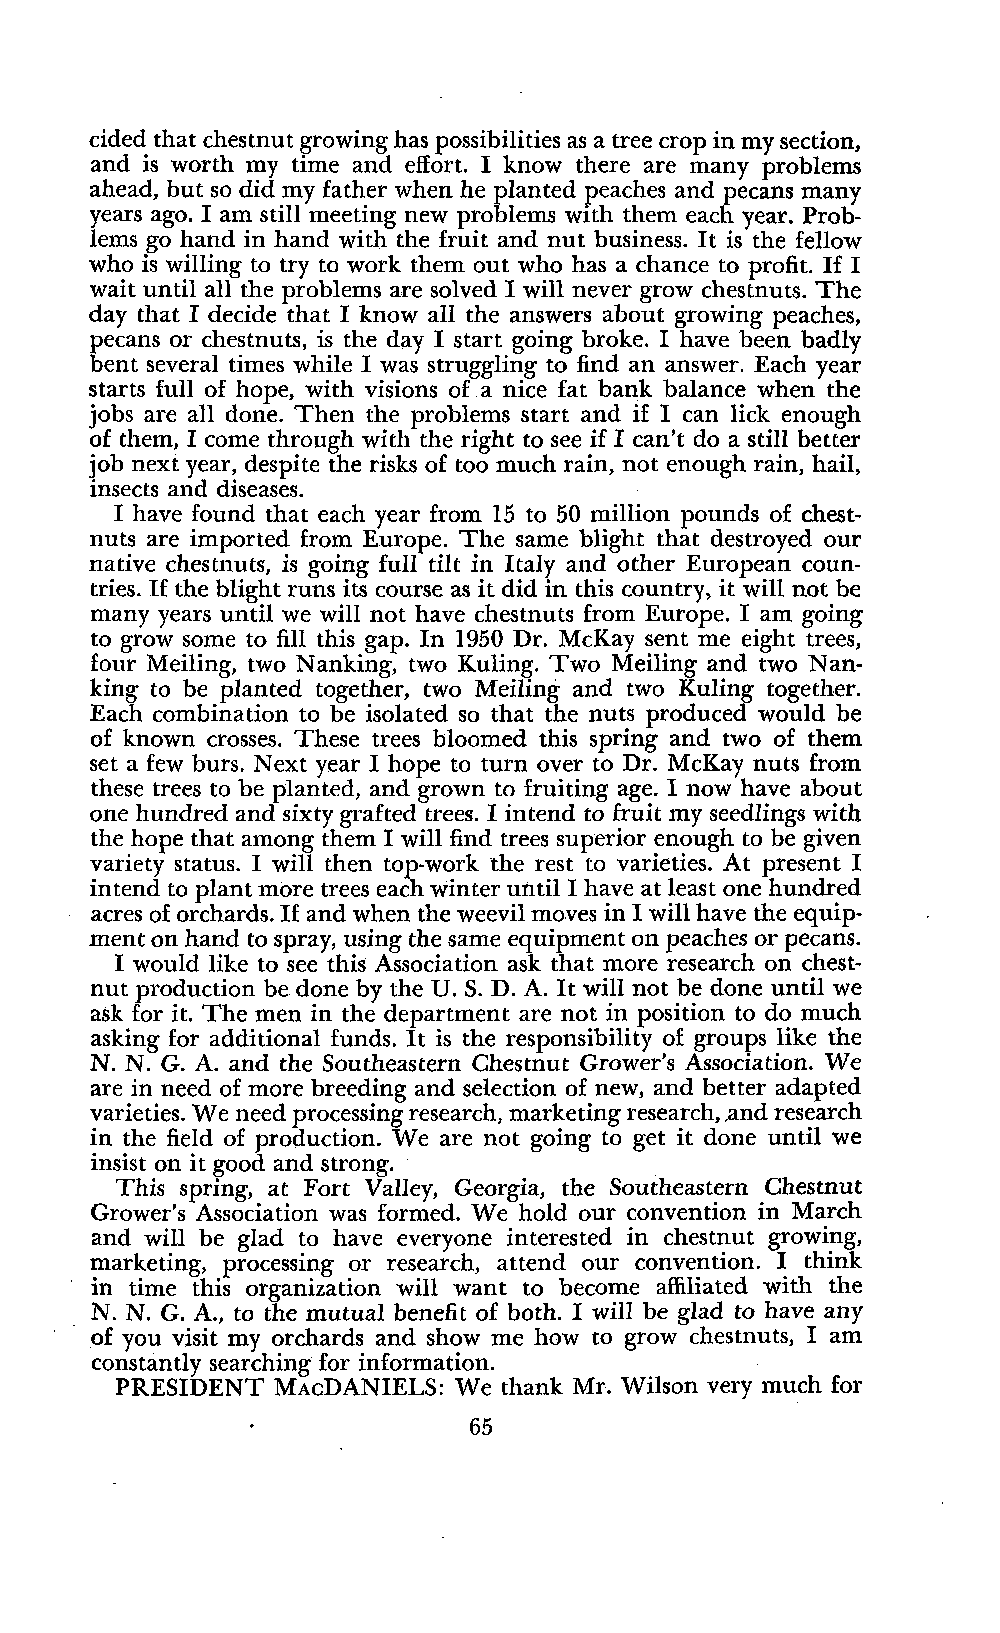 cided that chestnut growing has possibilities as a tree crop in my section,
and is worth my time and effort. I know there are many problems
ahead, but so did my father when he planted peaches and pecans many
years ago. I am still meeting new problems with them each year. Prob-
lems go hand in hand with the fruit and nut business. It is the fellow
who is willing to try to work them out who has a chance to profit. If I
wait until all the problems are solved I will never grow chestnuts. The
day that I decide that I know all the answers about growing peaches,
pecans or chestnuts, is the day I start going broke. I have been badly
bent several times while I was struggling to find an answer. Each year
starts full of hope, with visions of a nice fat bank balance when the
jobs are all done. Then the problems start and if I can lick enough
of them, I come through with the right to see if I can't do a still better
job next year, despite the risks of too much rain, not enough rain, hail,
insects and diseases.
I have found that each year from 15 to 50 million pounds of chest-
nuts are imported from Europe. The same blight that destroyed our
native chestnuts, is going full tilt in Italy and other European coun-
tries. If the blight runs its course as it did in this country, it will not be
many years until we will not have chestnuts from Europe. I am going
to grow some to fill this gap. In 1950 Dr. McKay sent me eight trees,
four Meiling, two Nanking, two Kuling. Two Meiling and two Nan-
king to be planted together, two Meiling and two Kuling together.
Each combination to be isolated so that the nuts produced would be
of known crosses. These trees bloomed this spring and two of them
set a few burs. Next year I hope to turn over to Dr. McKay nuts from
these trees to be planted, and grown to fruiting age. I now have about
one hundred and sixty grafted trees. I intend to fruit my seedlings with
the hope that among them I will find trees superior enough to be given
variety status. I will then top-work the rest to varieties. At present I
intend to plant more trees each winter until I have at least one hundred
acres of orchards. If and when the weevil moves in I will have the equip-
ment on hand to spray, using the same equipment on peaches or pecans.
I would like to see this Association ask that more research on chest-
nut production be done by the U. S. D. A. It will not be done until we
ask for it. The men in the department are not in position to do much
asking for additional funds. It is the responsibility of groups like the
N. N. G. A. and the Southeastern Chestnut Grower's Association. We
are in need of more breeding and selection of new, and better adapted
varieties. We need processing research, marketing research, and research
in the field of production. We are not going to get it done until we
insist on it good and strong.
This spring, at Fort Valley, Georgia, the Southeastern Chestnut
Grower's Association was formed. We hold our convention in March
and will be glad to have everyone interested in chestnut growing,
marketing, processing or research, attend our convention. I think
in time this organization will want to become affiliated with the
N. N. G. A., to the mutual benefit of both. I will be glad to have any
of you visit my orchards and show me how to grow chestnuts, I am
constantly searching for information.
PRESIDENT MACDANIELS: We thank Mr. Wilson very much for
65